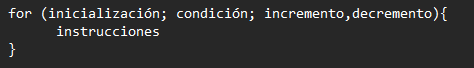 for (inicialización; condición; incremento,decremento){
instrucciones
}